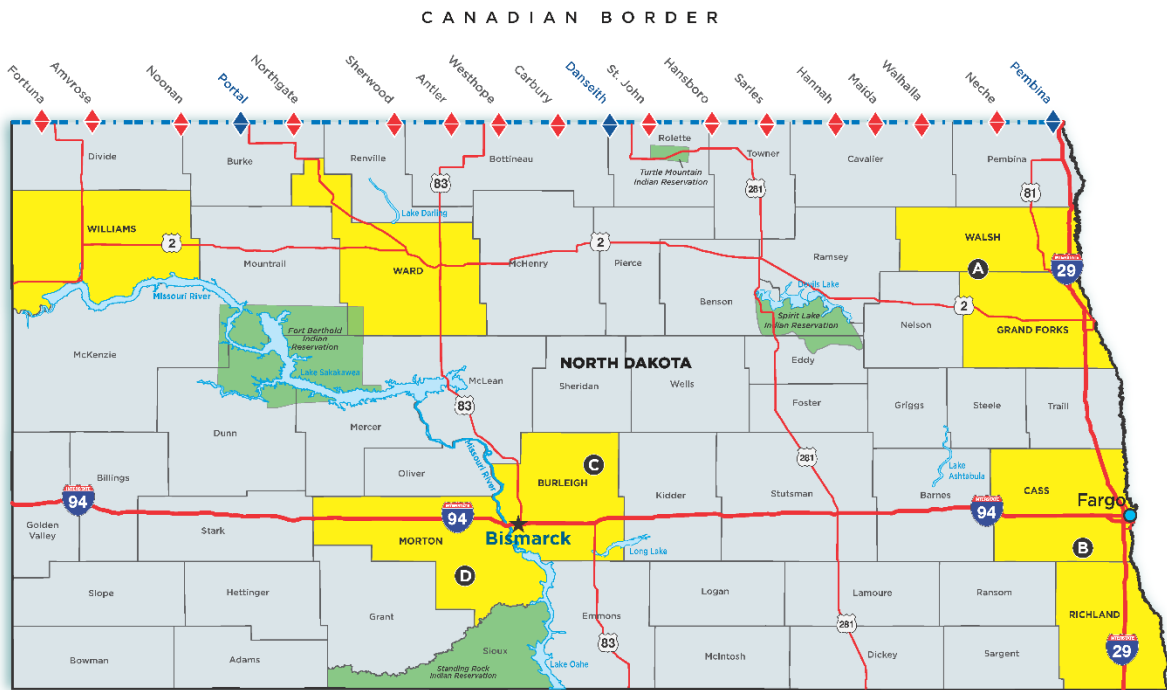 CANADIAN BORDER
Fortuna
Amvrose
Noonan
Portal
Northgate
Sherwood
Antler
Westhope
Carbury
Danseith
St. John
Hansboro
Sarles
Hannah
Maida
Walhalla
Neche
Pembina
Divide
Burke
Renville
Bottineau
Rolette
Towner
Cavalier
Pembina
Turtle Mountain
Indian Reservation
83
281
81
Lake Darling
WILLIAMS
2
Mountrail
WARD
McHenry
2
Pierce
Ramsey
WALSH
A
INTERSTATE
29
Missouri River
Benson
Devils Lake
Spirit Lake
Indian Reservation
Nelson
2
GRAND FORKS
McKenzie
Fort Berthold
Indian
Reservation
Lake Sakakawea
McLean
83
NORTH DAKOTA
Sheridan
Wells
Eddy
Foster
Griggs
Steele
Traill
Dunn
Mercer
Oliver
Missouri River
BURLEIGH
C
Kidder
281
Stutsman
Lake
Ashtabula
Barnes
CASS
Fargo
B
Billings
INTERSTATE
94
Golden
Valley
Stark
INTERSTATE
94
MORTON
Bismarck
INTERSTATE
94
D
Long Lake
Slope
Hettinger
Grant
Emmons
Logan
Lamoure
Ransom
RICHLAND
Bowman
Adams
Sioux
Standing Rock
Indian Reservation
Lake Oahe
83
McIntosh
281
Dickey
Sargent
INTERSTATE
29